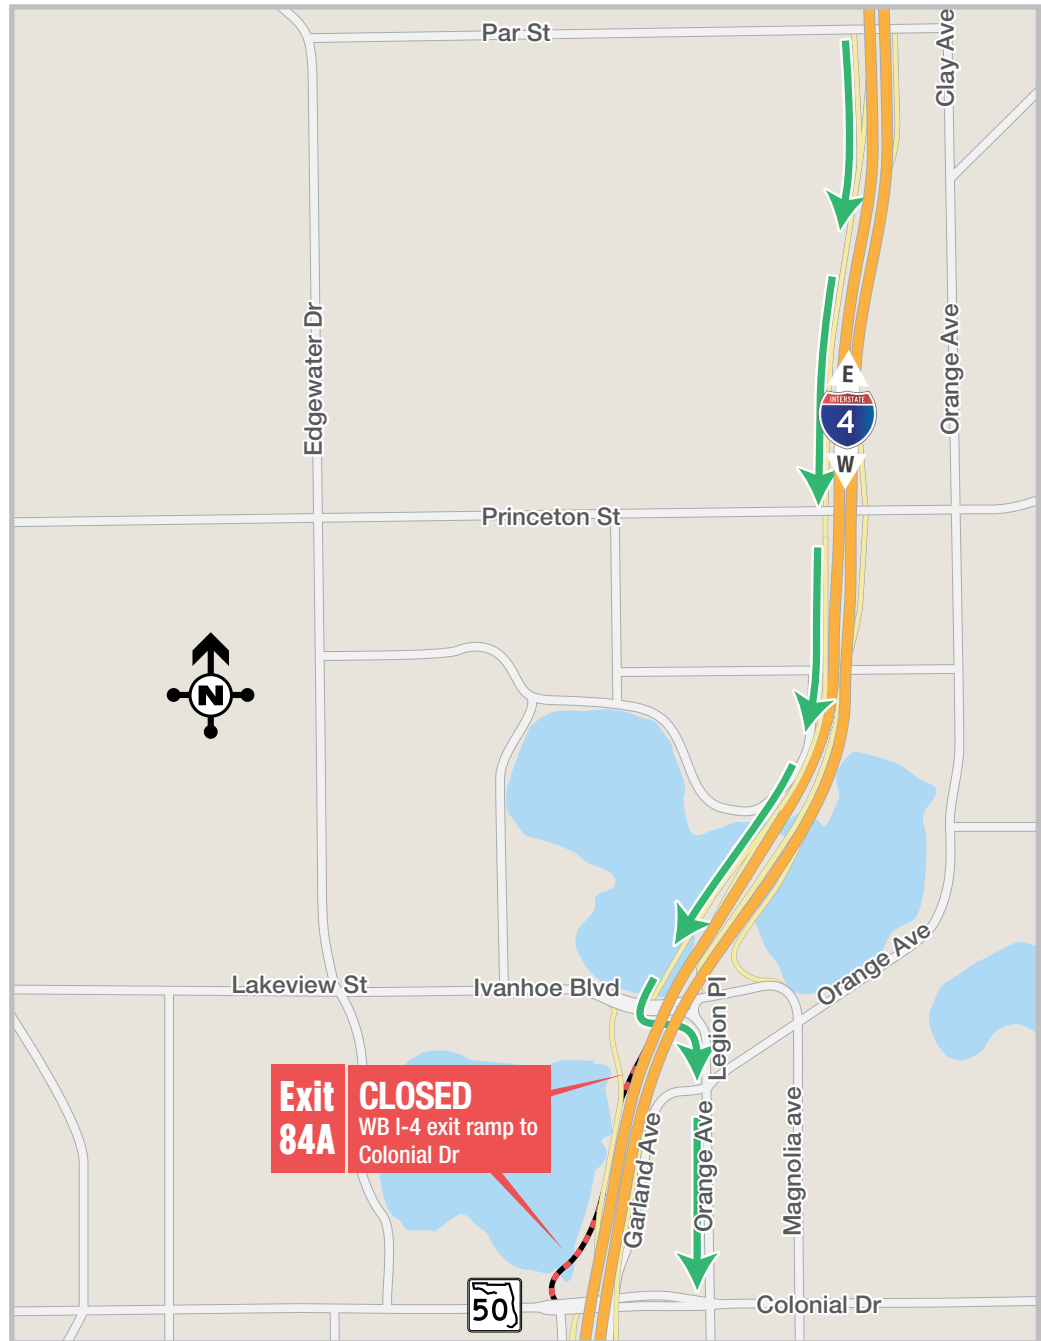 Par St
Clay Ave
Edgewater Dr
Orange Ave
E
INTERSTATE
4
W
Princeton St
N
Orange Ave
Lakeview St
Ivanhoe Blvd
Legion Pl
Exit
84A
CLOSED
WB I-4 exit ramp to
Colonial Dr
Garland Ave
Orange Ave
Magnolia ave
50
Colonial Dr